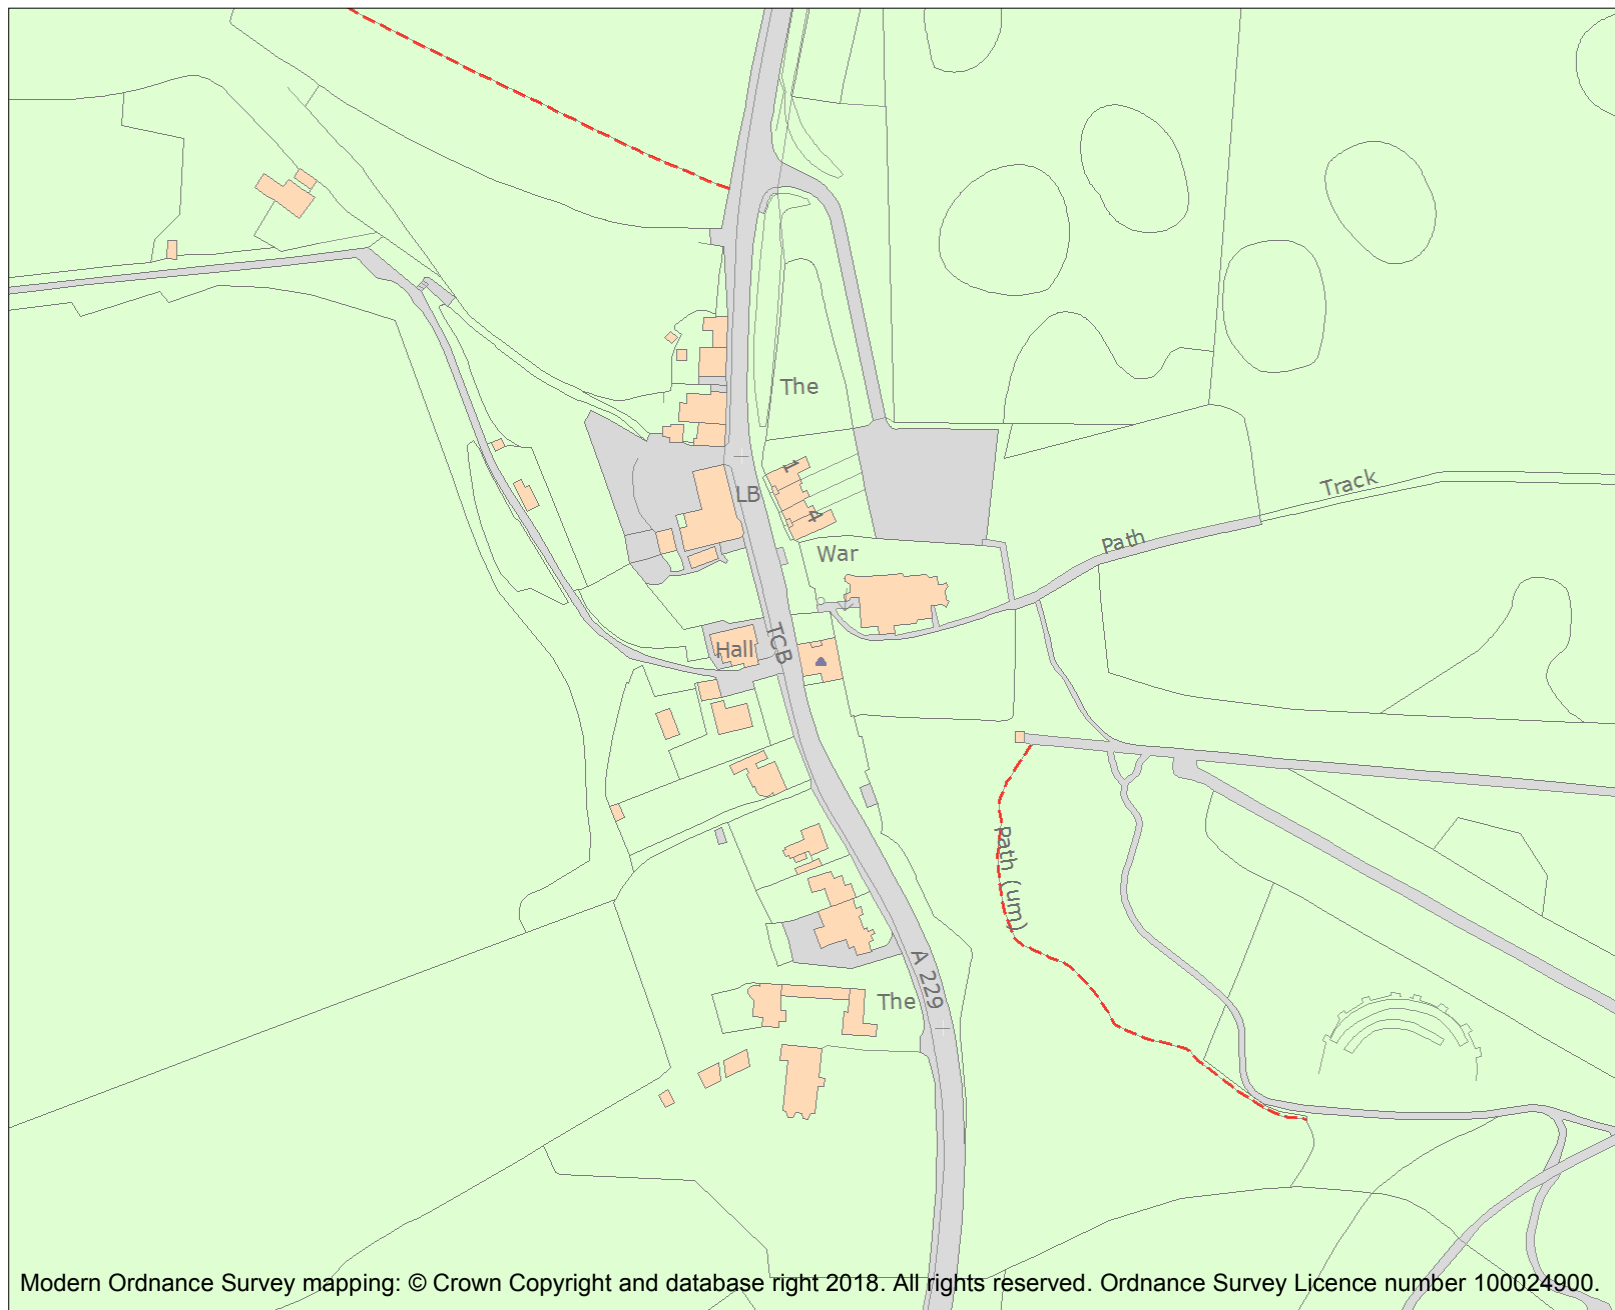 The
1
LB
4
Track
Path
War
TCB
Hall
Path (um)
A 229
The
Modern Ordnance Survey mapping: © Crown Copyright and database right 2018. All rights reserved. Ordnance Survey Licence number 100024900.